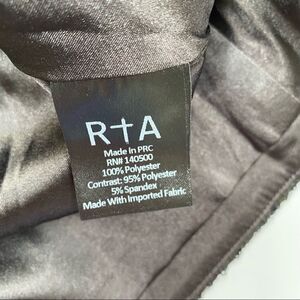 R†A
Made in PRC
RN# 140500
100% Polyester
Contrast: 95% Polyester
5% Spandex
Made With Imported Fabric